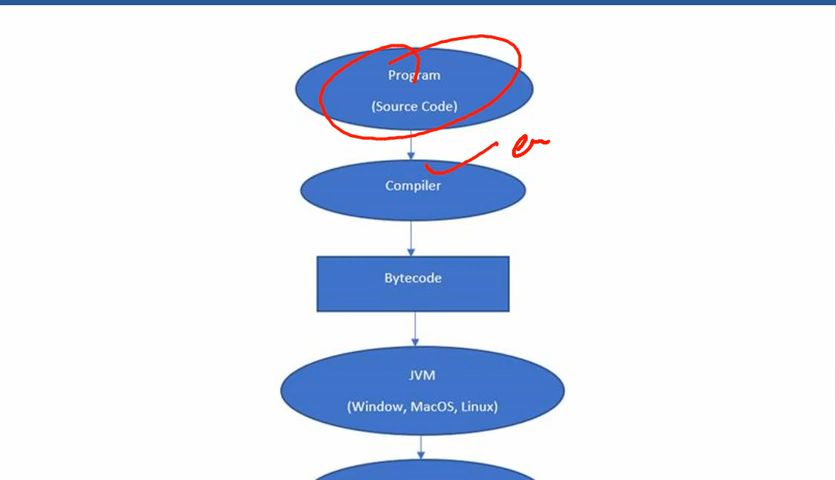 Program
(Source Code)
Compiler
Bytecode
JVM
(Window, MacOS, Linux)